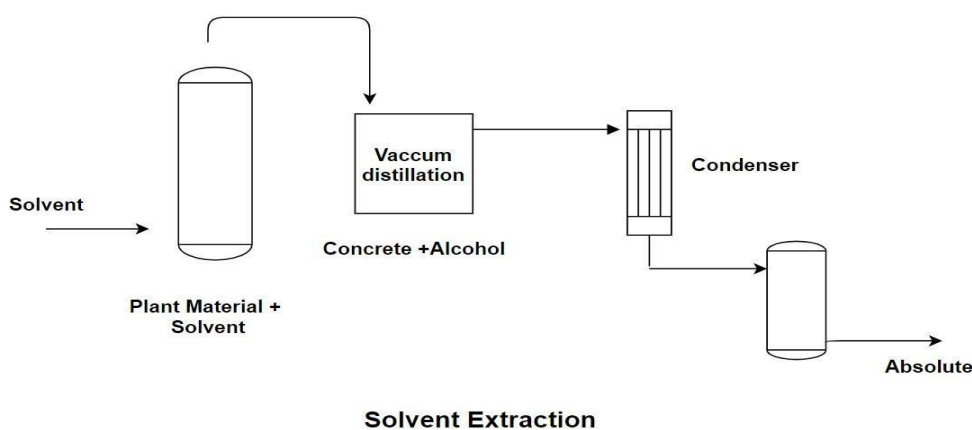 Solvent
Plant Material +
Solvent
Vaccum
distillation
Concrete +Alcohol
Condenser
Absolute
Solvent Extraction